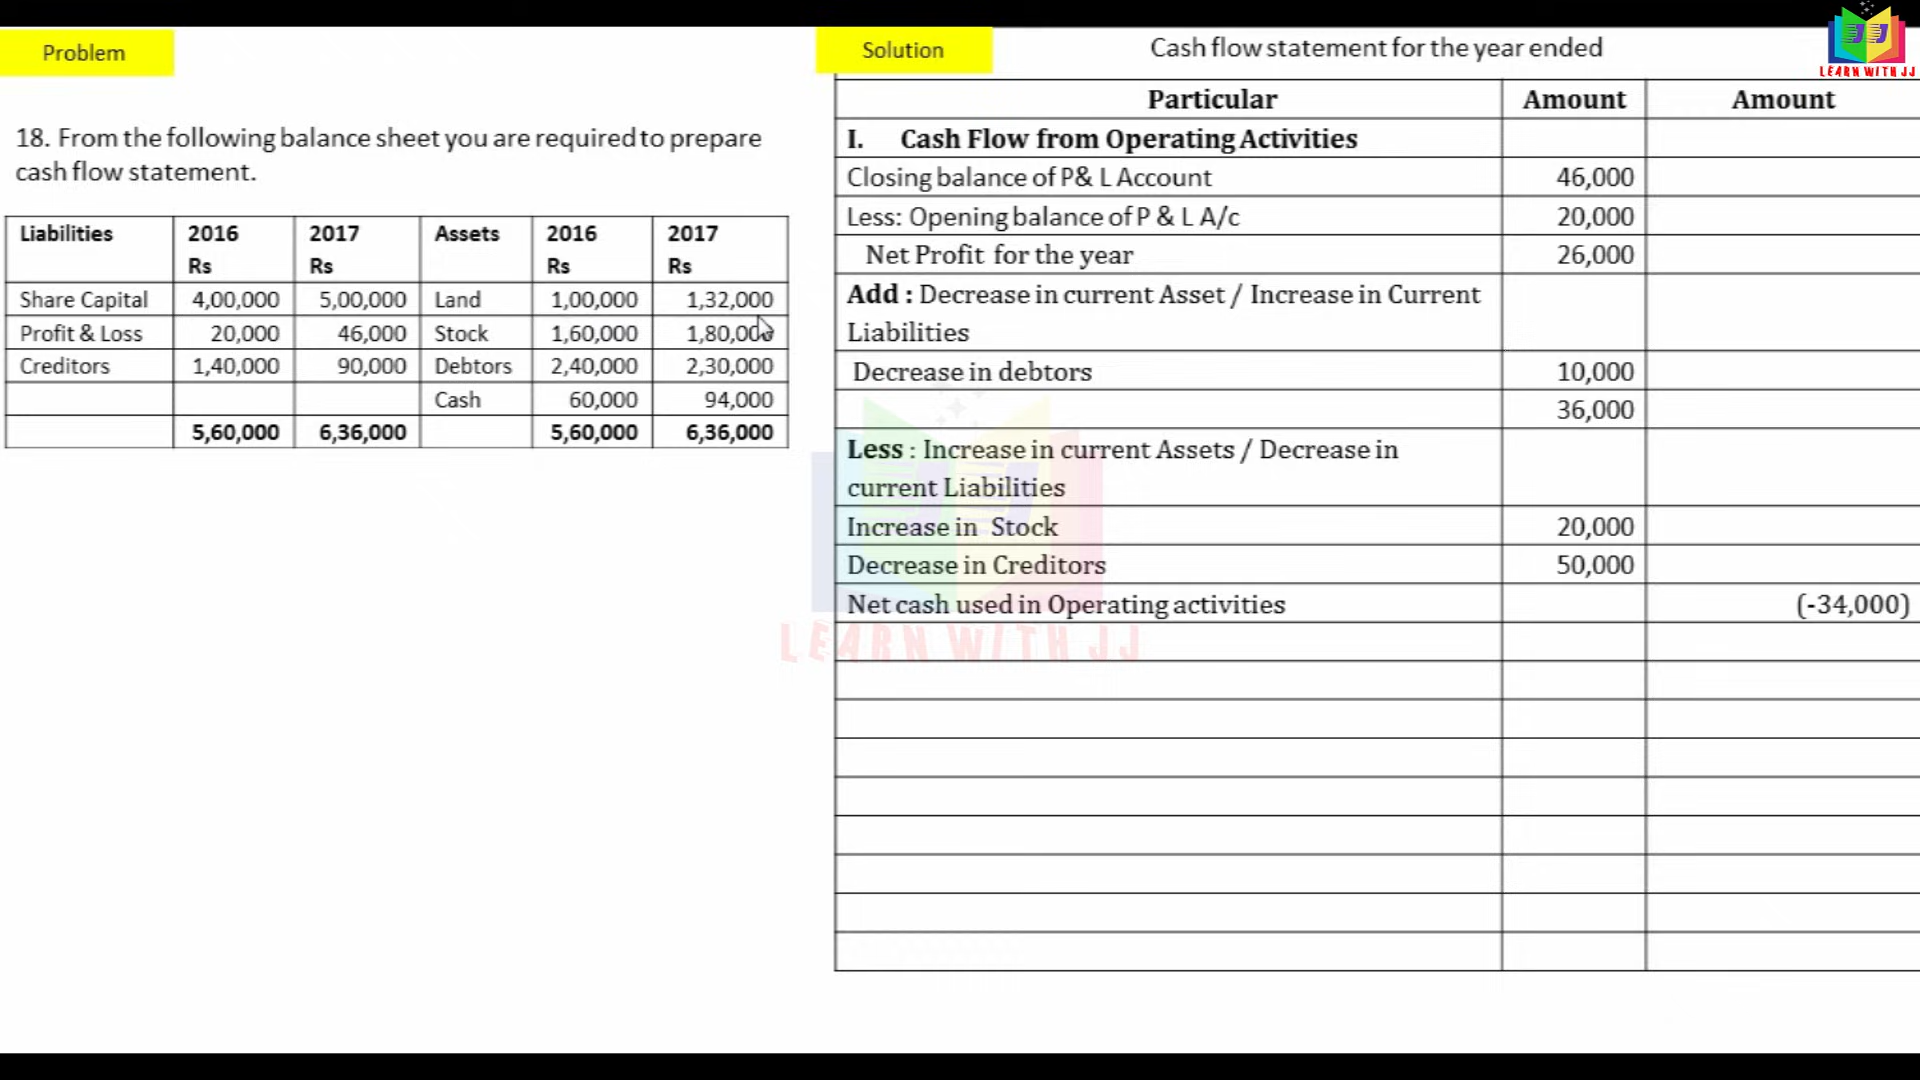 Problem
18. From the following balance sheet you are required to prepare
cash flow statement.
Liabilities 2016 Rs 2017 Rs Assets 2016 Rs 2017 Rs
Share Capital 4,00,000 5,00,000 Land 1,00,000 1,32,000
Profit & Loss 20,000 46,000 Stock 1,60,000 1,80,000
Creditors 1,40,000 90,000 Debtors 2,40,000 2,30,000
Cash 60,000 94,000
5,60,000 6,36,000 5,60,000 6,36,000
Solution
Cash flow statement for the year ended
JJ
LEARN WITH JJ
Particular Amount Amount
I. Cash Flow from Operating Activities
Closing balance of P& L Account 46,000
Less: Opening balance of P & L A/c 20,000
Net Profit for the year 26,000
Add : Decrease in current Asset / Increase in Current
Liabilities
Decrease in debtors 10,000
36,000
Less : Increase in current Assets / Decrease in
current Liabilities
Increase in Stock 20,000
Decrease in Creditors 50,000
Net cash used in Operating activities (-34,000)
LEARN WITH JJ